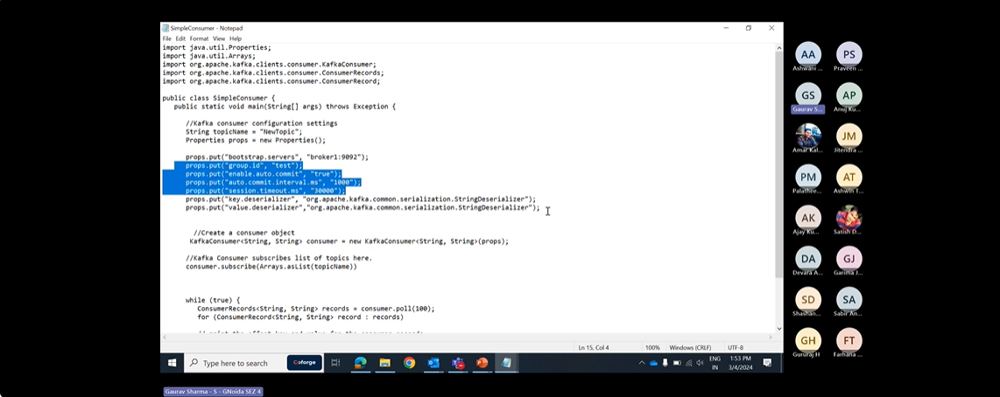 SimpleConsumer - Notepad
File Edit Format View Help
import java.util.Properties;
import java.util.Arrays;
import org.apache.kafka.clients.consumer.KafkaConsumer;
import org.apache.kafka.clients.consumer.ConsumerRecords;
import org.apache.kafka.clients.consumer.ConsumerRecord;
public class SimpleConsumer {
public static void main(String[] args) throws Exception {
//Kafka consumer configuration settings
String topicName = "NewTopic";
Properties props = new Properties();
props.put("bootstrap.servers", "broker1:9092");
props.put("group.id", "test");
props.put("enable.auto.commit", "true");
props.put("auto.commit.interval.ms", "1000");
props.put("session.timeout.ms", "30000");
props.put("key.deserializer", "org.apache.kafka.common.serialization.StringDeserializer");
props.put("value.deserializer","org.apache.kafka.common.serialization.StringDeserializer");
//Create a consumer object
KafkaConsumer<String, String> consumer = new KafkaConsumer<String, String>(props);
//Kafka Consumer subscribes list of topics here.
consumer.subscribe(Arrays.asList(topicName))
while (true) {
ConsumerRecords<String, String> records = consumer.poll(100);
for (ConsumerRecord<String, String> record : records)
Ln 15, Col 4
100%
Windows (CRLF)
UTF-8
Type here to search
Coforge
ENG
IN
1:53 PM
3/4/2024
Gaurav Sharma - S - GNoida SEZ 4
AA
PS
Ashwani ...
Praveen ...
GS
AP
Gaurav S...
Anuj Ku...
JM
Amar Kal...
Jitendra ...
PM
AT
Palathee...
Ashwin T...
AK
Ajay Ku...
Satish D...
DA
GJ
Devara A...
Garima J...
SD
SA
Shashan...
Sabir An...
GH
FT
Gururaj H
Farhana ...